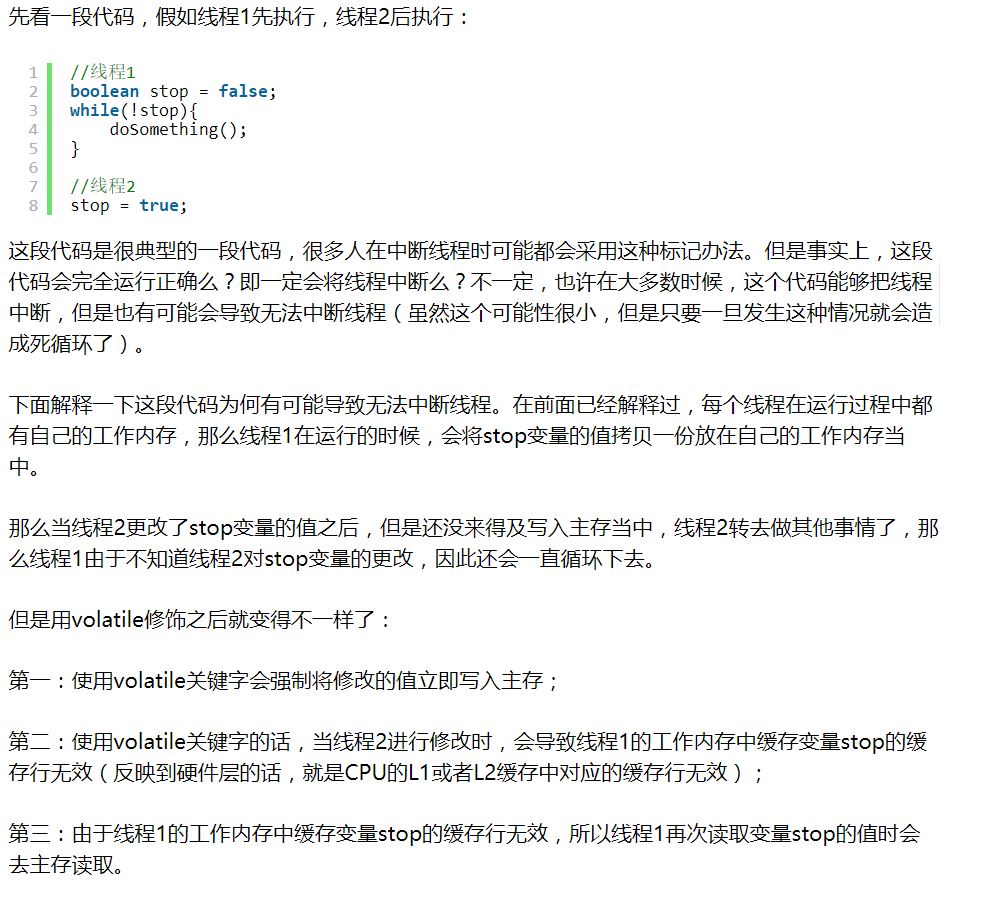 先看一段代码，假如线程1先执行，线程2后执行：
1 //线程1
2 boolean stop = false;
3 while(!stop){
4     doSomething();
5 }
6
7 //线程2
8 stop = true;
这段代码是很典型的一段代码，很多人在中断线程时可能都会采用这种标记办法。但是事实上，这段
代码会完全运行正确么？即一定会将线程中断么？不一定，也许在大多数时候，这个代码能够把线程
中断，但是也有可能会导致无法中断线程（虽然这个可能性很小，但是只要一旦发生这种情况就会造
成死循环了）。
下面解释一下这段代码为何有可能导致无法中断线程。在前面已经解释过，每个线程在运行过程中都
有自己的工作内存，那么线程1在运行的时候，会将stop变量的值拷贝一份放在自己的工作内存当
中。
那么当线程2更改了stop变量的值之后，但是还没来得及写入主存当中，线程2转去做其他事情了，那
么线程1由于不知道线程2对stop变量的更改，因此还会一直循环下去。
但是用volatile修饰之后就变得不一样了：
第一：使用volatile关键字会强制将修改的值立即写入主存；
第二：使用volatile关键字的话，当线程2进行修改时，会导致线程1的工作内存中缓存变量stop的缓
存行无效（反映到硬件层的话，就是CPU的L1或者L2缓存中对应的缓存行无效）；
第三：由于线程1的工作内存中缓存变量stop的缓存行无效，所以线程1再次读取变量stop的值时会
去主存读取。